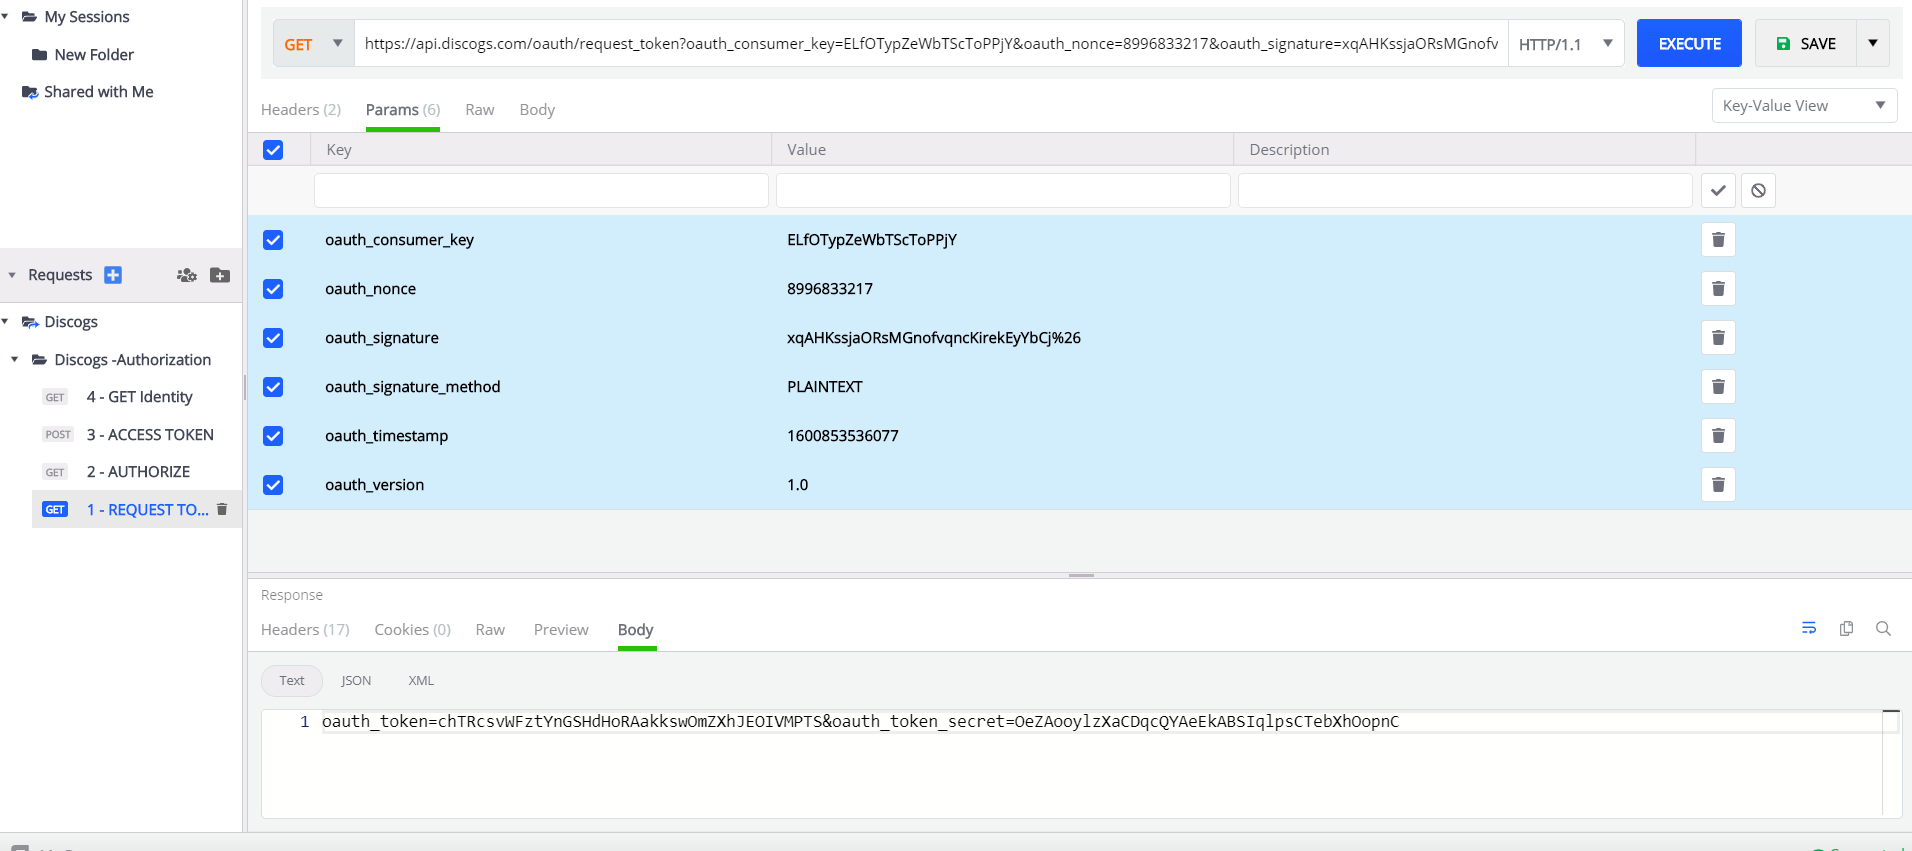 My Sessions
New Folder
Shared with Me
Requests
Discogs
Discogs -Authorization
GET 4 - GET Identity
POST 3 - ACCESS TOKEN
GET 2 - AUTHORIZE
GET 1 - REQUEST TO...
GET https://api.discogs.com/oauth/request_token?oauth_consumer_key=ELfOTypZeWbTScToPPjY&oauth_nonce=8996833217&oauth_signature=xqAHKssjaORsMGnofv HTTP/1.1 EXECUTE SAVE
Headers (2) Params (6) Raw Body Key-Value View
Key Value Description
oauth_consumer_key ELfOTypZeWbTScToPPjY
oauth_nonce 8996833217
oauth_signature xqAHKssjaORsMGnofvqncKirekEyYbCj%26
oauth_signature_method PLAINTEXT
oauth_timestamp 1600853536077
oauth_version 1.0
Response
Headers (17) Cookies (0) Raw Preview Body
Text JSON XML
1 oauth_token=chTRcsvWFztYnGSHdHoRAakkswOmZXhJEOIVMPTS&oauth_token_secret=OeZAooylzXaCDqcQYAeEkABSIqlpsCTebXhOopnC